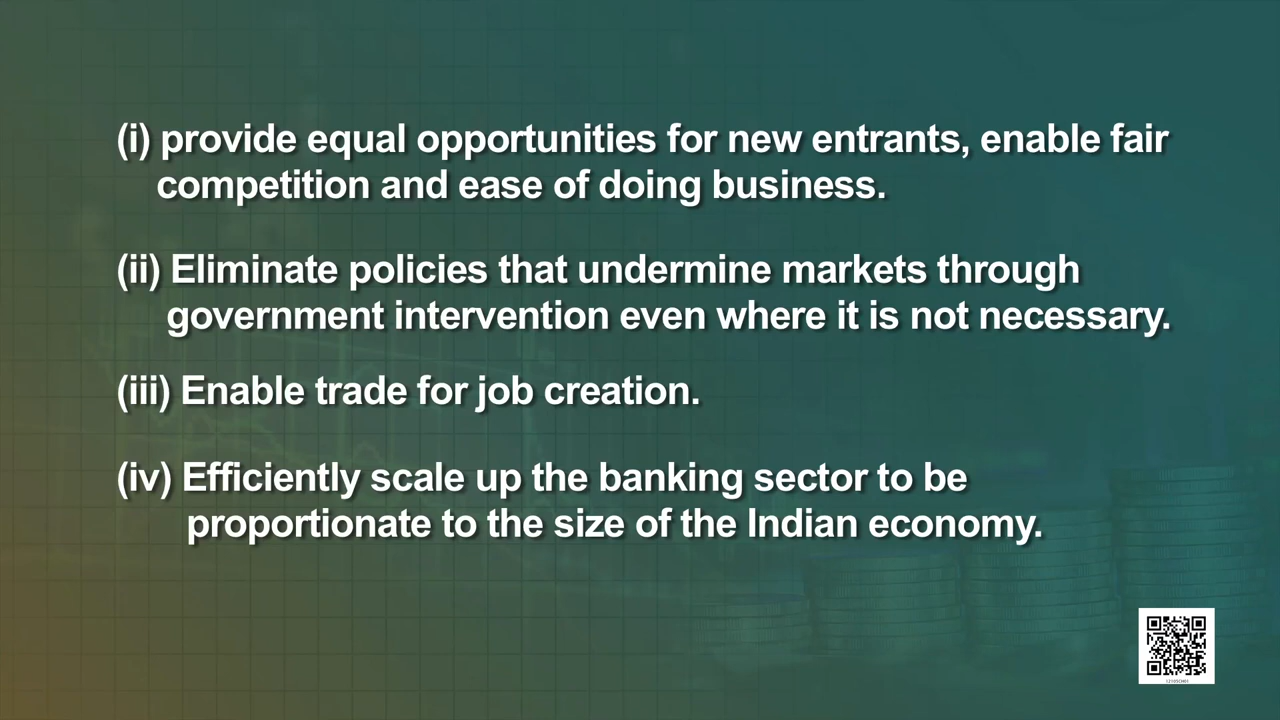 (i) provide equal opportunities for new entrants, enable fair
competition and ease of doing business.
(ii) Eliminate policies that undermine markets through
government intervention even where it is not necessary.
(iii) Enable trade for job creation.
(iv) Efficiently scale up the banking sector to be
proportionate to the size of the Indian economy.